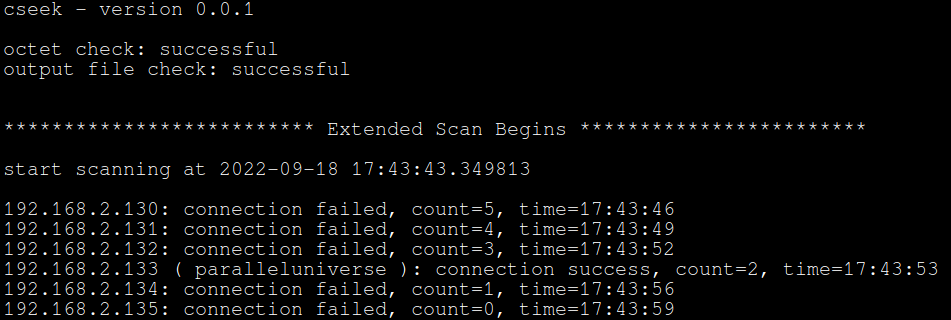 cseek - version 0.0.1
octet check: successful
output file check: successful
************************** Extended Scan Begins ************************
start scanning at 2022-09-18 17:43:43.349813
192.168.2.130: connection failed, count=5, time=17:43:46
192.168.2.131: connection failed, count=4, time=17:43:49
192.168.2.132: connection failed, count=3, time=17:43:52
192.168.2.133 ( paralleluniverse ): connection success, count=2, time=17:43:53
192.168.2.134: connection failed, count=1, time=17:43:56
192.168.2.135: connection failed, count=0, time=17:43:59